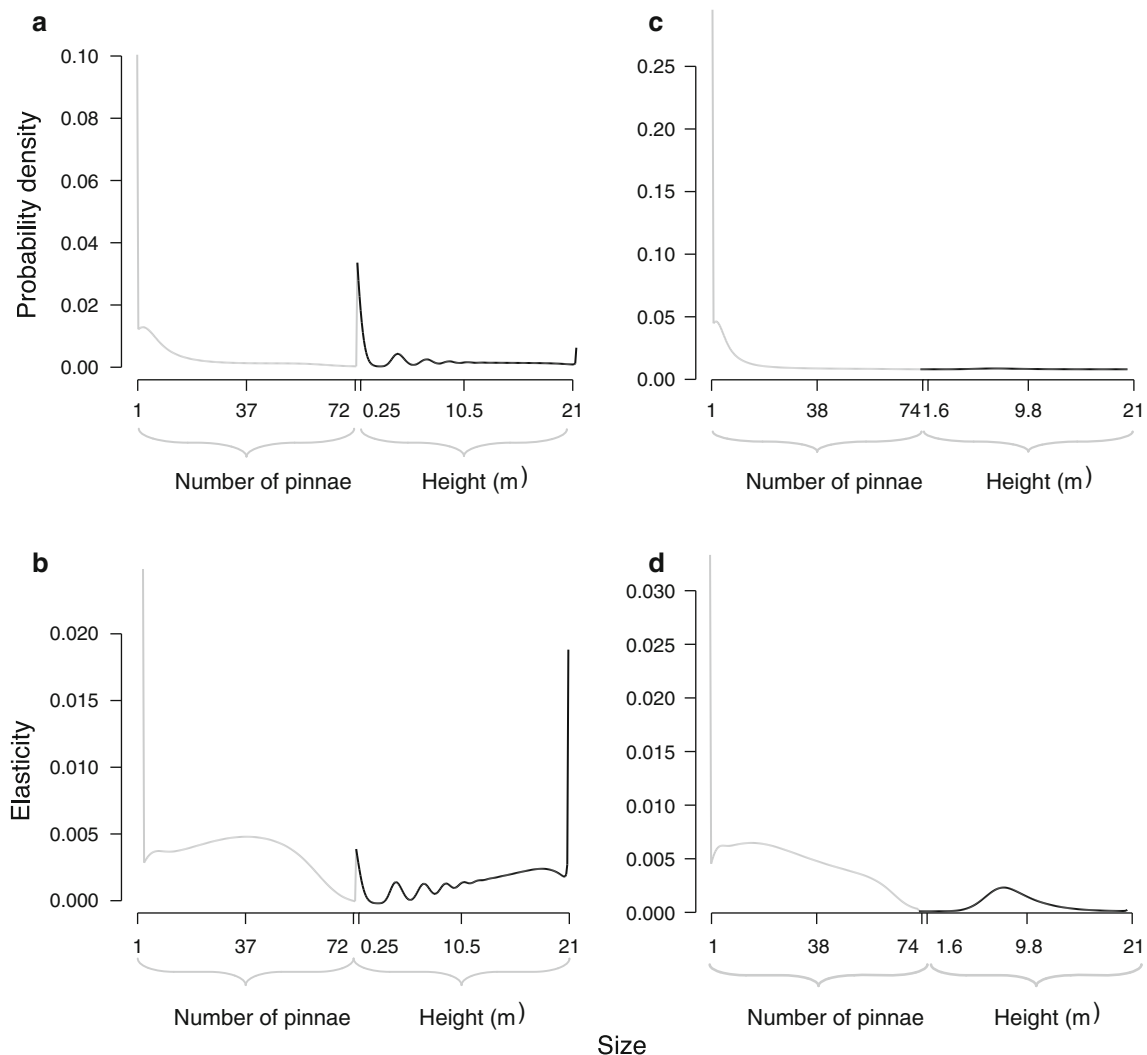 a
Probability density
0.10
0.08
0.06
0.04
0.02
0.00
1 37 72 0.25 10.5 21
Number of pinnae Height (m)
c
0.25
0.20
0.15
0.10
0.05
0.00
1 38 74 1.6 9.8 21
Number of pinnae Height (m)
b
Elasticity
0.020
0.015
0.010
0.005
0.000
1 37 72 0.25 10.5 21
Number of pinnae Height (m)
d
0.030
0.025
0.020
0.015
0.010
0.005
0.000
1 38 74 1.6 9.8 21
Number of pinnae Height (m)
Size